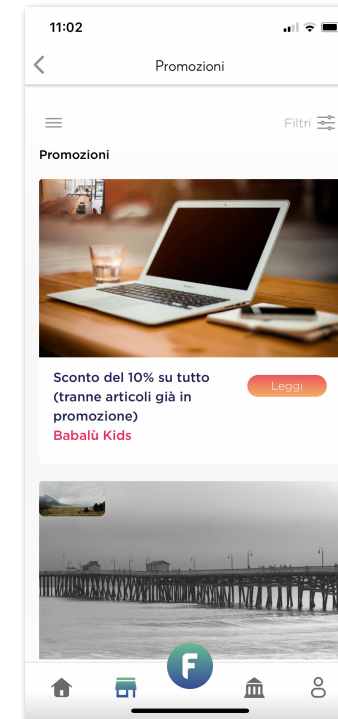 11:02
Promozioni
Filtri
Promozioni
Sconto del 10% su tutto
(tranne articoli già in
promozione)
Babalù Kids
Leggi
F